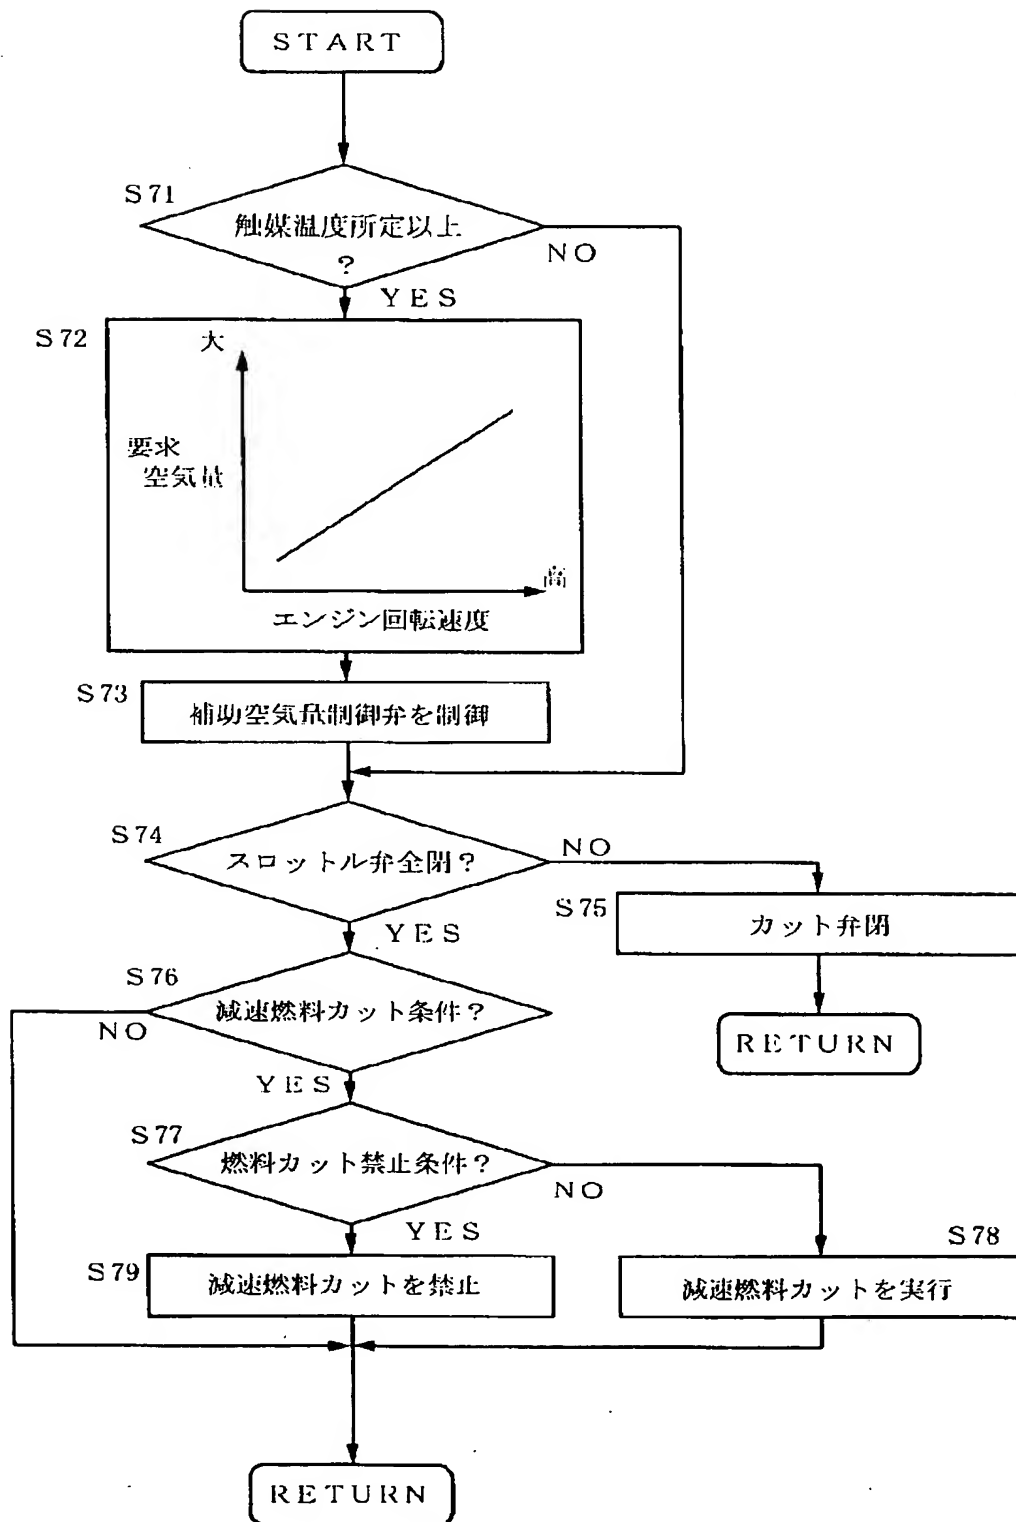 START
S71
触媒温度所定以上
?
NO
YES
S72
大
要求
空気量
高
エンジン回転速度
S73
補助空気量制御弁を制御
S74
スロットル弁全閉?
NO
YES
S75
カット弁閉
RETURN
S76
減速燃料カット条件?
NO
YES
S77
燃料カット禁止条件?
NO
YES
S78
減速燃料カットを実行
S79
減速燃料カットを禁止
RETURN